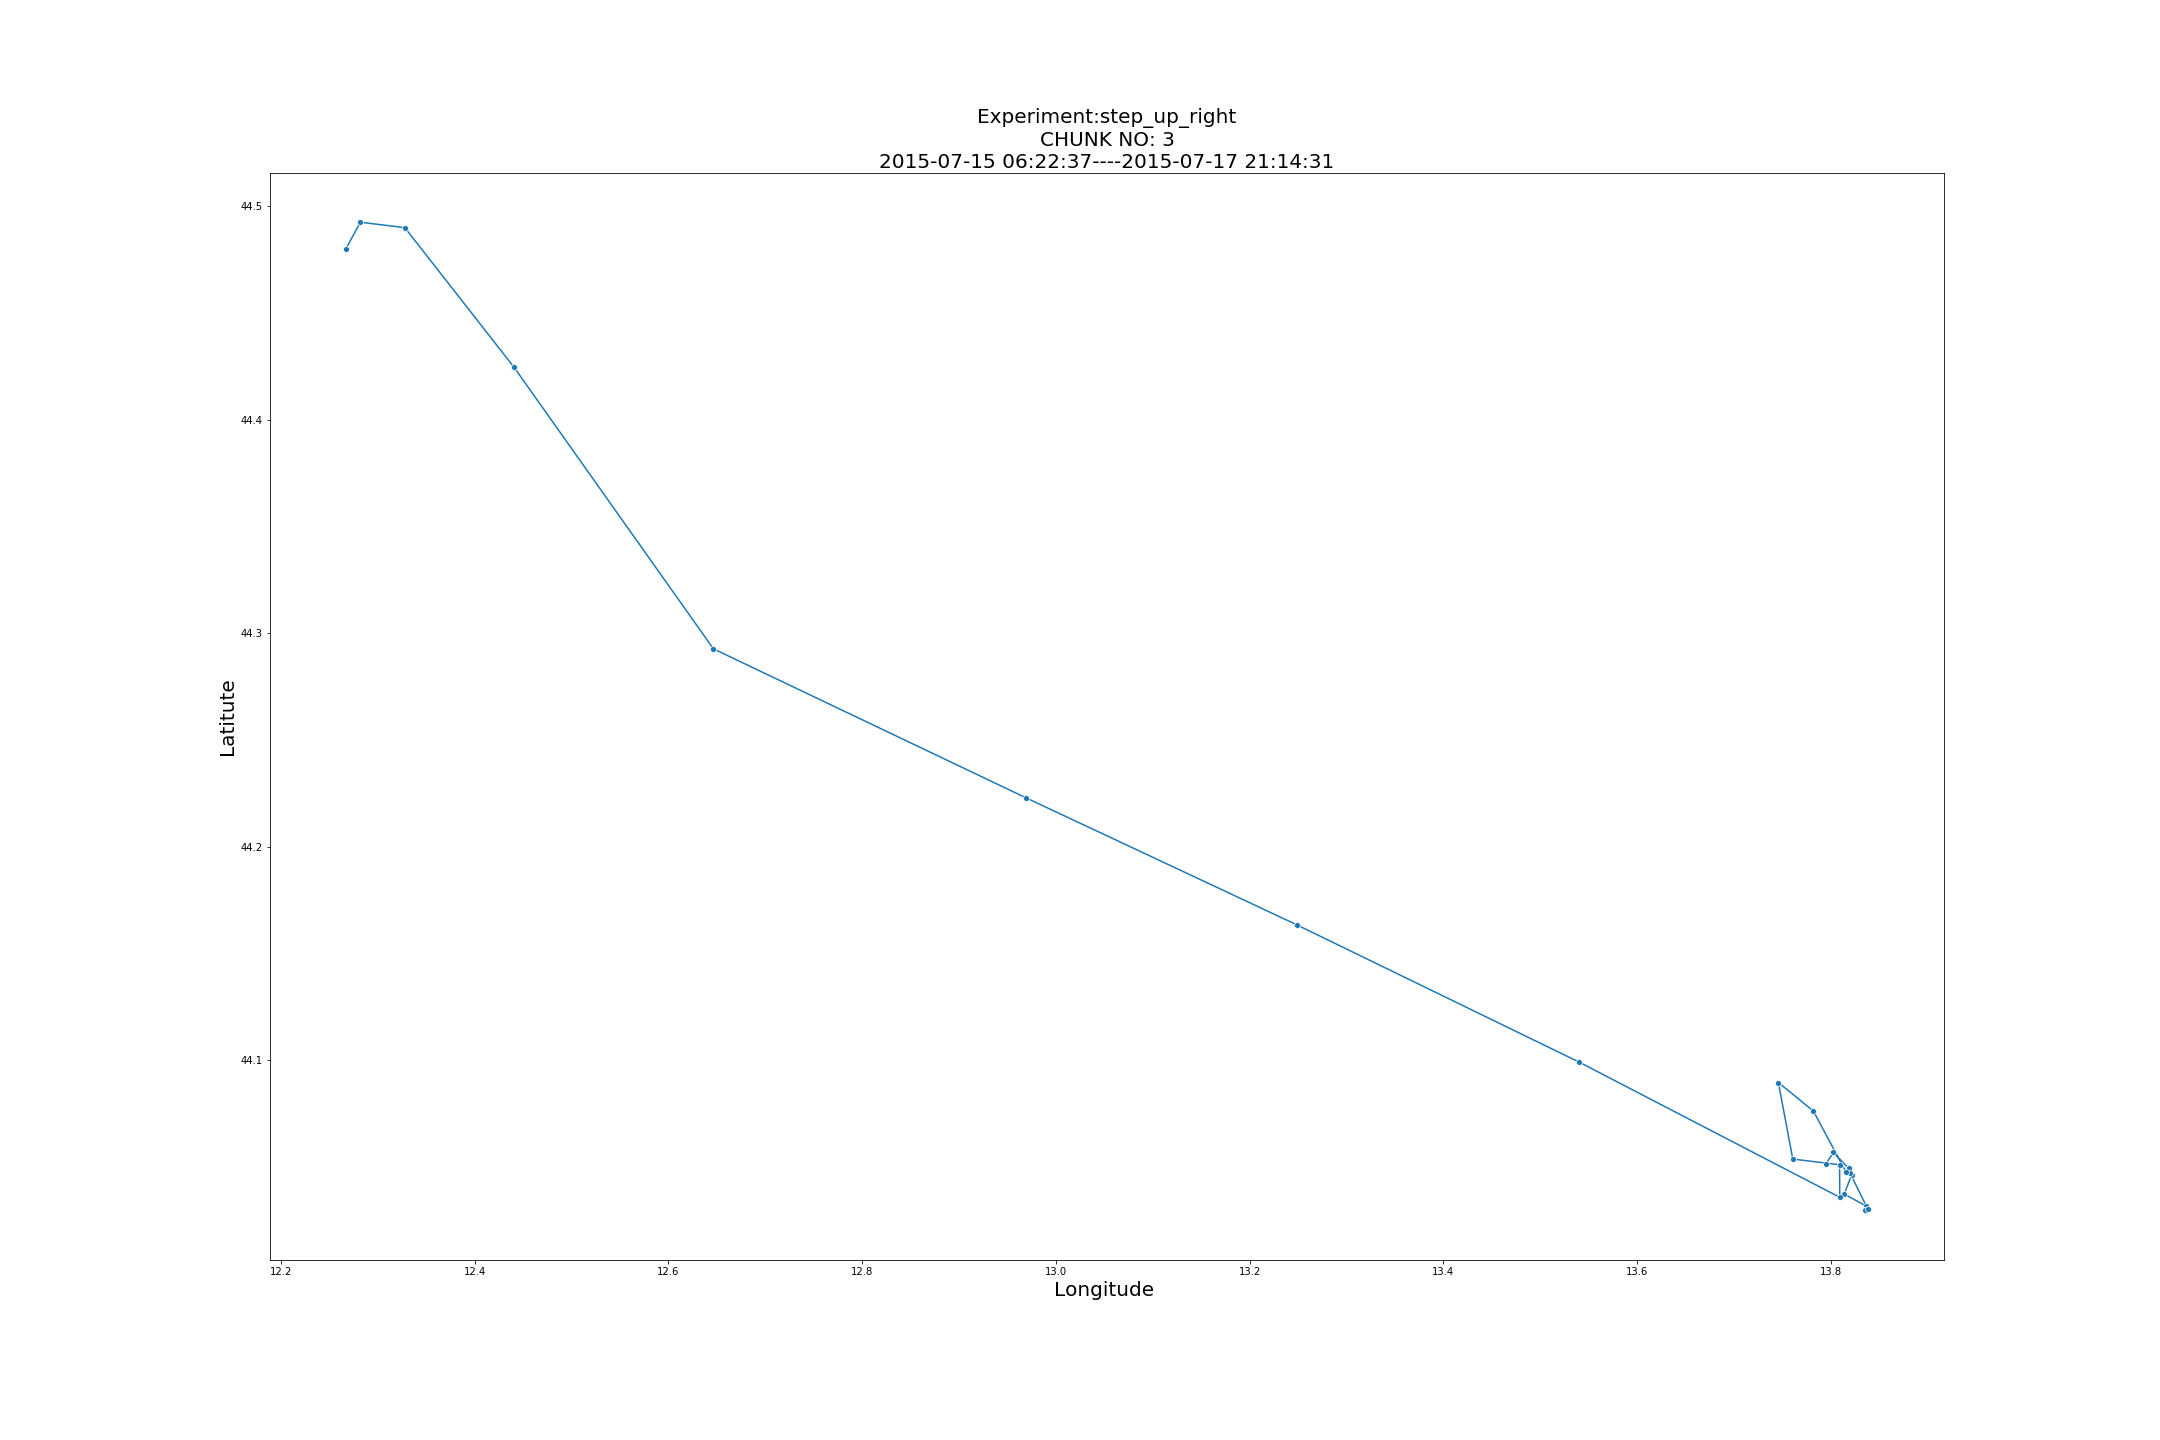 Experiment:step_up_right
CHUNK NO: 3
2015-07-15 06:22:37----2015-07-17 21:14:31
44.5
44.4
44.3
44.2
44.1
Latitute
12.2 12.4 12.6 12.8 13.0 13.2 13.4 13.6 13.8
Longitude